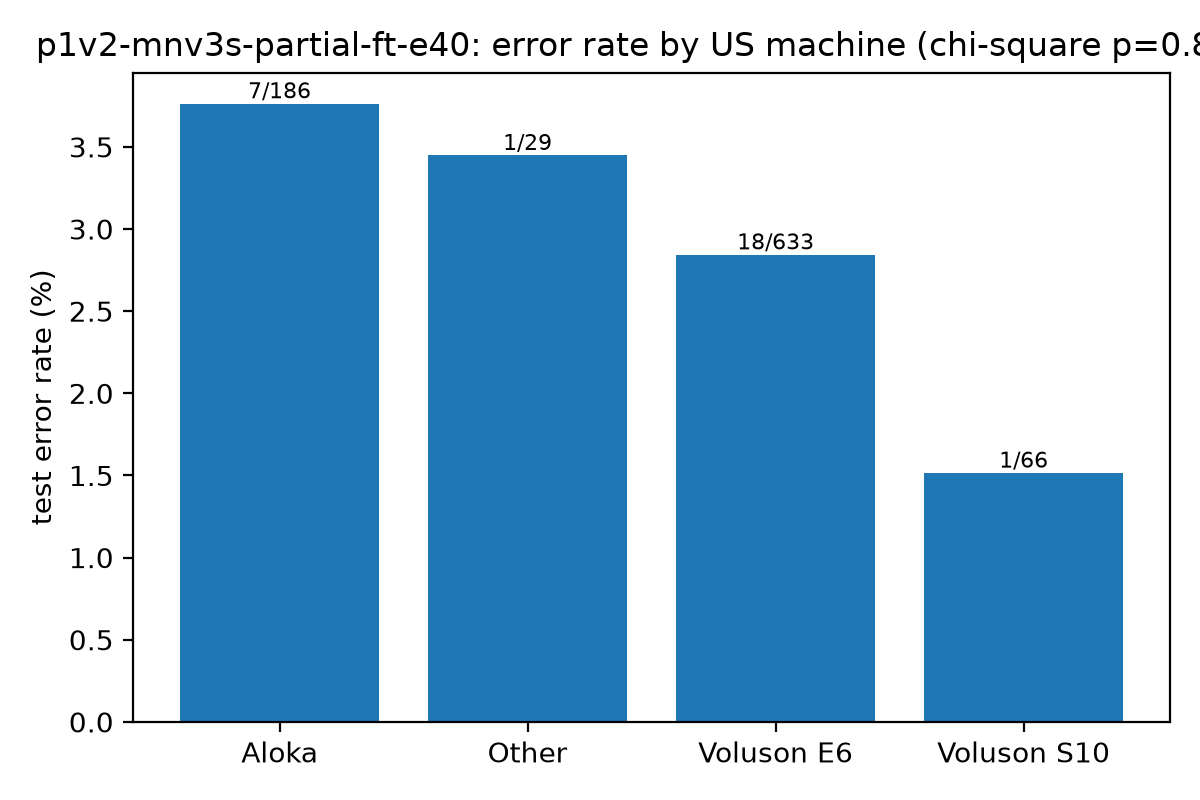 p1v2-mnv3s-partial-ft-e40: error rate by US machine (chi-square p=0.8
7/186
1/29
18/633
1/66
3.5
3.0
2.5
2.0
1.5
1.0
0.5
0.0
test error rate (%)
Aloka
Other
Voluson E6
Voluson S10